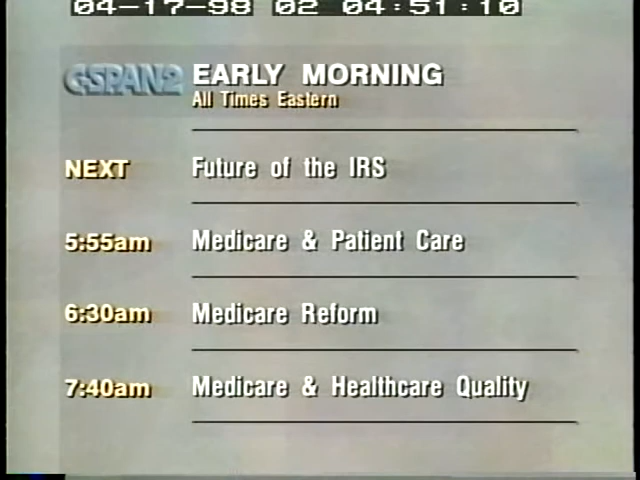 04-17-98 02 04:51:10
C-SPAN2 EARLY MORNING
All Times Eastern
NEXT Future of the IRS
5:55am Medicare & Patient Care
6:30am Medicare Reform
7:40am Medicare & Healthcare Quality